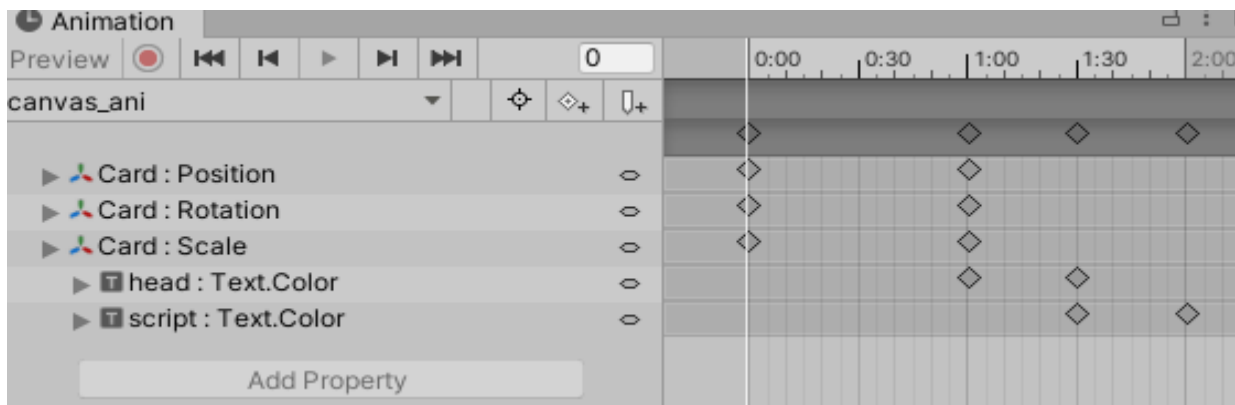 Animation
Preview 0 0:00 0:30 1:00 1:30 2:00
canvas_ani
Card : Position
Card : Rotation
Card : Scale
T head : Text.Color
T script : Text.Color
Add Property